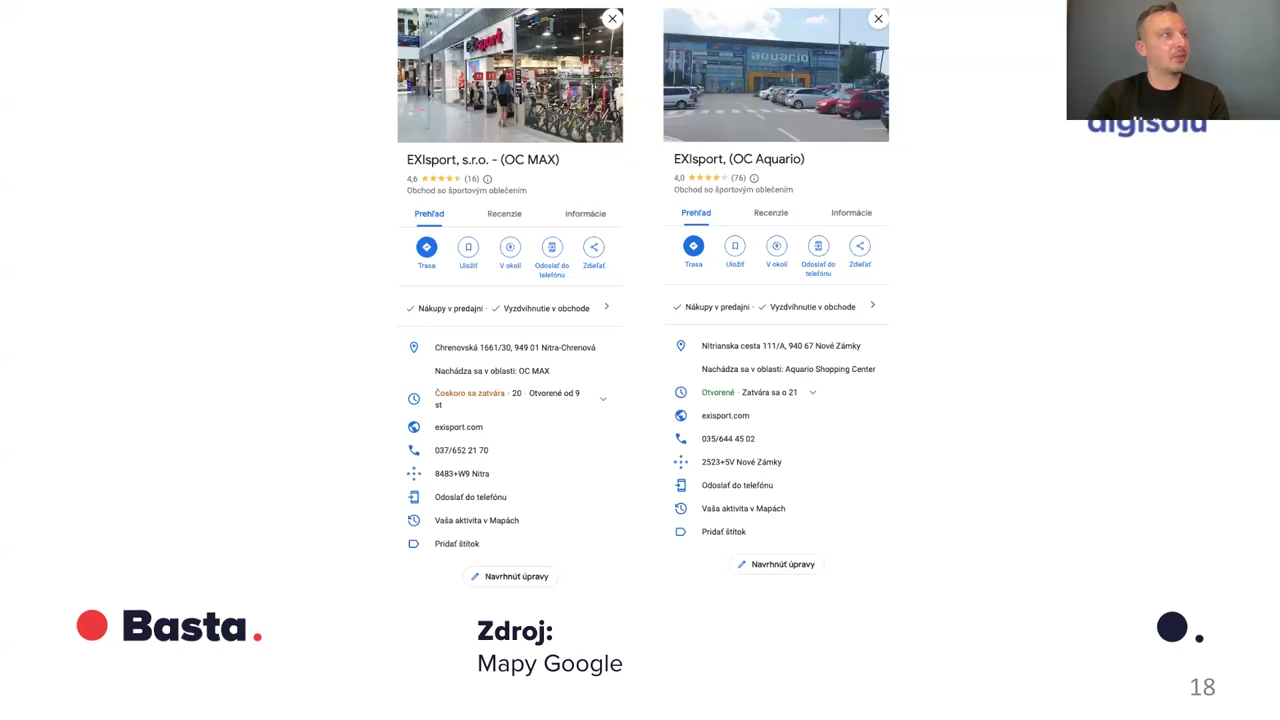 EXIsport
EXIsport, s.r.o. - (OC MAX)
4,6 (16)
Obchod so športovým oblečením
Prehľad Recenzie Informácie
Trasa Uložiť V okolí Odoslať do telefónu Zdieľať
Nákupy v predajni · Vyzdvihnutie v obchode
Chrenovská 1661/30, 949 01 Nitra-Chrenová
Nachádza sa v oblasti: OC MAX
Čoskoro sa zatvára · 20 · Otvorené od 9
st
exisport.com
037/652 21 70
8483+W9 Nitra
Odoslať do telefónu
Vaša aktivita v Mapách
Pridať štítok
Navrhnúť úpravy
aquario
EXIsport, (OC Aquario)
4,0 (76)
Obchod so športovým oblečením
Prehľad Recenzie Informácie
Trasa Uložiť V okolí Odoslať do telefónu Zdieľať
Nákupy v predajni · Vyzdvihnutie v obchode
Nitrianska cesta 111/A, 940 67 Nové Zámky
Nachádza sa v oblasti: Aquario Shopping Center
Otvorené · Zatvára sa o 21
exisport.com
035/644 45 02
2523+5V Nové Zámky
Odoslať do telefónu
Vaša aktivita v Mapách
Pridať štítok
Navrhnúť úpravy
Basta.
Zdroj:
Mapy Google
18